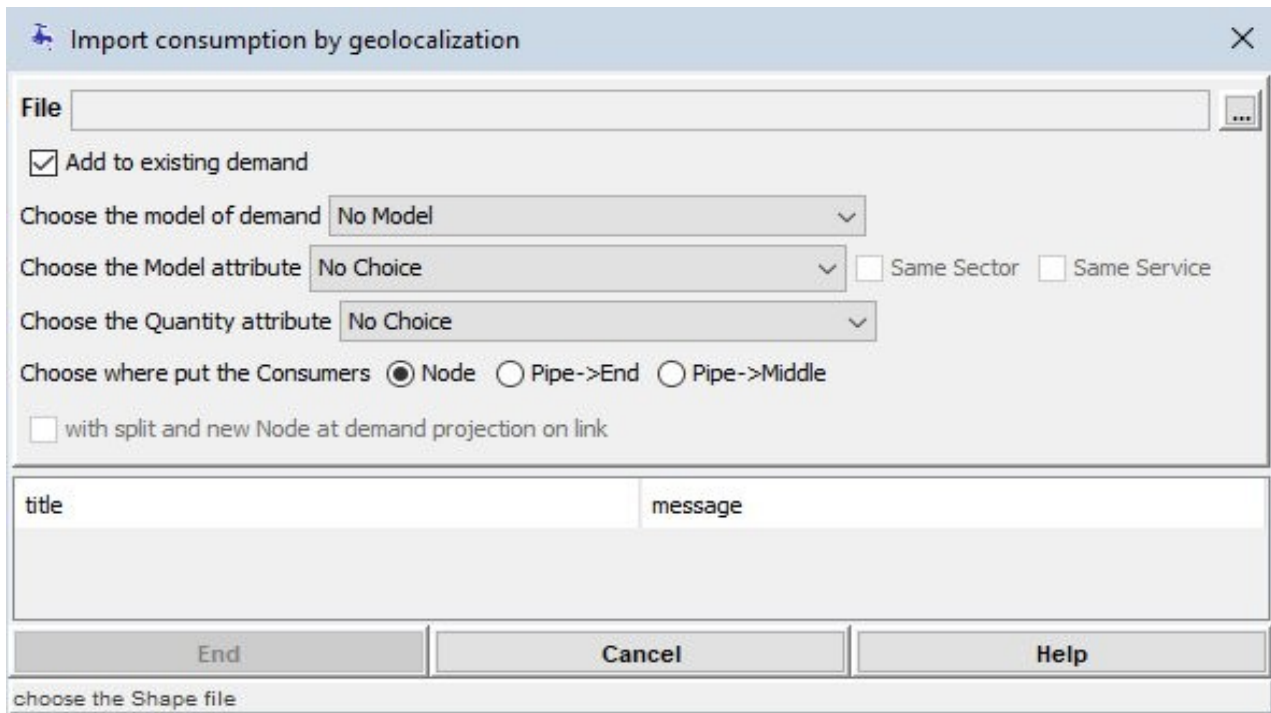 Import consumption by geolocalization
File ...
Add to existing demand
Choose the model of demand No Model
Choose the Model attribute No Choice Same Sector Same Service
Choose the Quantity attribute No Choice
Choose where put the Consumers Node Pipe->End Pipe->Middle
with split and new Node at demand projection on link
title message
End Cancel Help
choose the Shape file